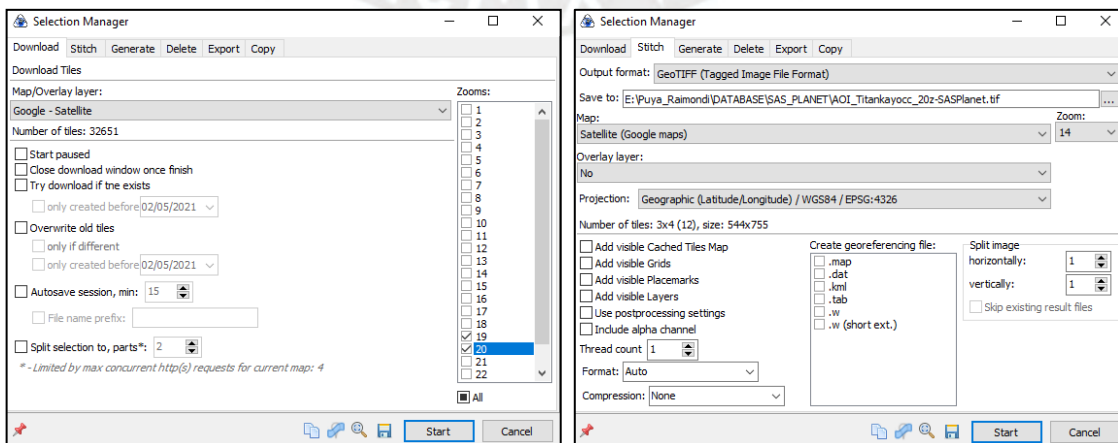 Selection Manager
Download Stitch Generate Delete Export Copy
Download Tiles
Map/Overlay layer:
Google - Satellite
Number of tiles: 32651
Start paused
Close download window once finish
Try download if tne exists
only created before 02/05/2021
Overwrite old tiles
only if different
only created before 02/05/2021
Autosave session, min: 15
File name prefix:
Split selection to, parts*: 2
* - Limited by max concurrent http(s) requests for current map: 4
Zooms:
1
2
3
4
5
6
7
8
9
10
11
12
13
14
15
16
17
18
19
20
21
22
All
Start Cancel
Selection Manager
Download Stitch Generate Delete Export Copy
Output format: GeoTIFF (Tagged Image File Format)
Save to: E:\Puya_Raimondi\DATABASE\SAS_PLANET\AOI_Titankayocc_20z-SASPlanet.tif ...
Map: Zoom:
Satellite (Google maps) 14
Overlay layer:
No
Projection: Geographic (Latitude/Longitude) / WGS84 / EPSG:4326
Number of tiles: 3x4 (12), size: 544x755
Add visible Cached Tiles Map
Add visible Grids
Add visible Placemarks
Add visible Layers
Use postprocessing settings
Include alpha channel
Thread count 1
Format: Auto
Compression: None
Create georeferencing file:
.map
.dat
.kml
.tab
.w
.w (short ext.)
Split image
horizontally: 1
vertically: 1
Skip existing result files
Start Cancel